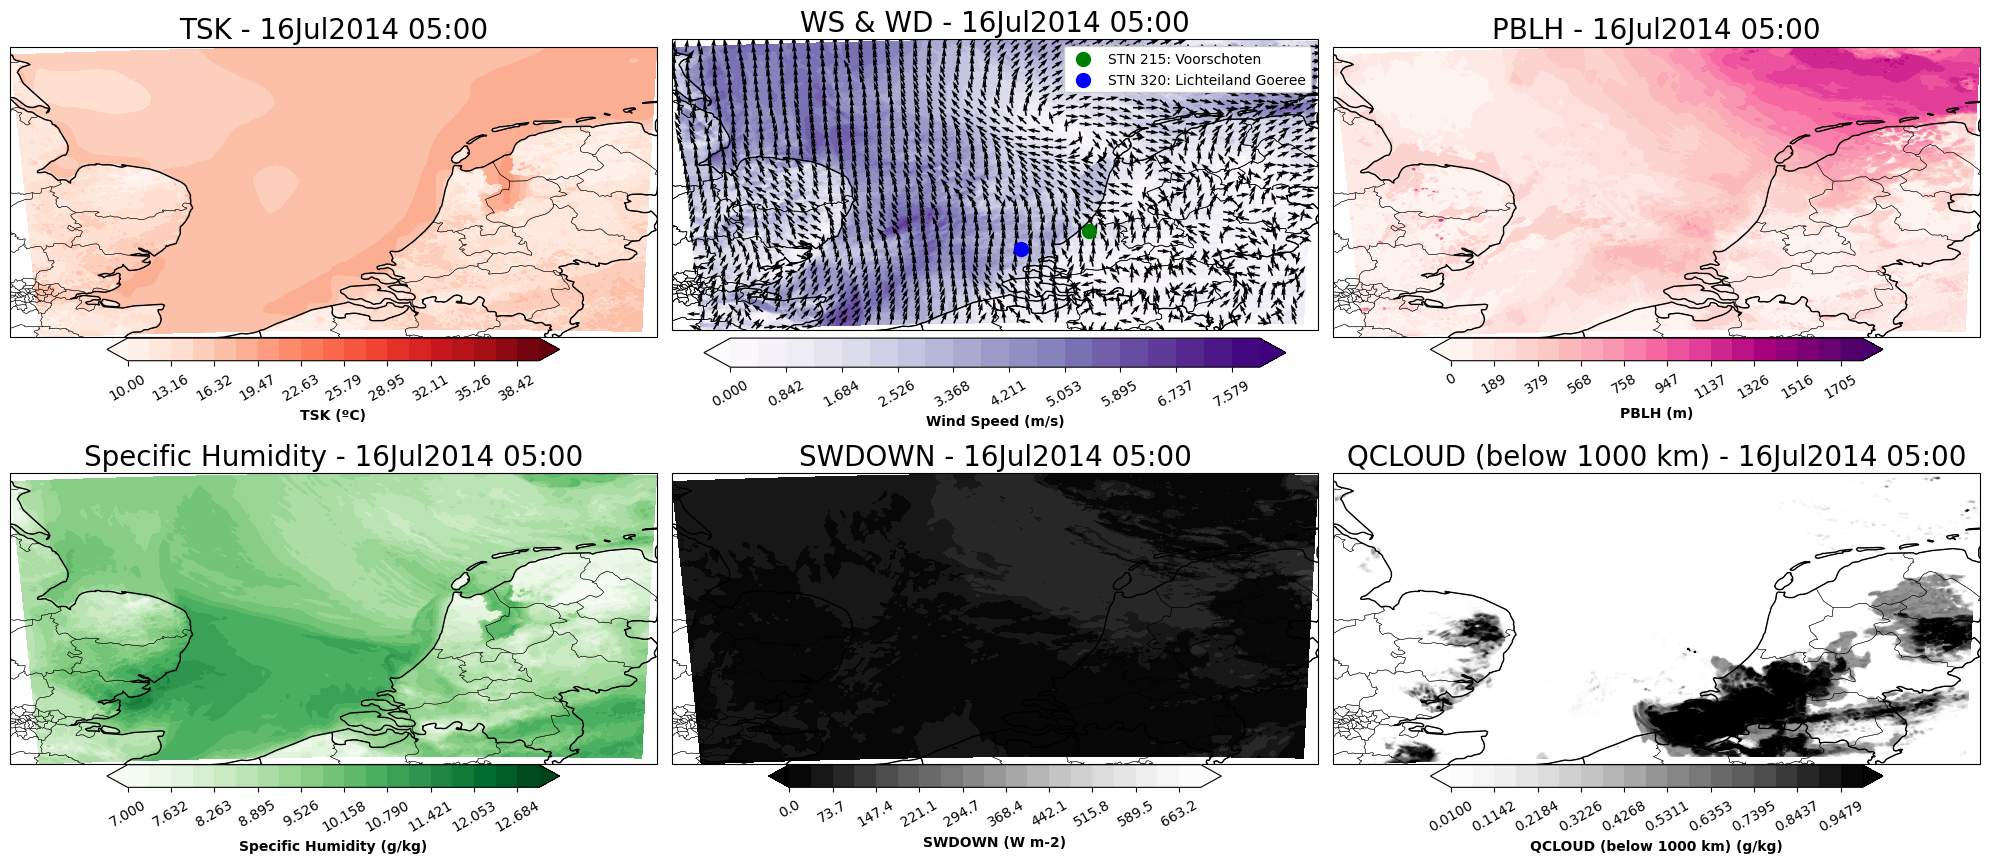 TSK - 16Jul2014 05:00
10.00 13.16 16.32 19.47 22.63 25.79 28.95 32.11 35.26 38.42
TSK (ºC)
WS & WD - 16Jul2014 05:00
STN 215: Voorschoten
STN 320: Lichteiland Goeree
0.000 0.842 1.684 2.526 3.368 4.211 5.053 5.895 6.737 7.579
Wind Speed (m/s)
PBLH - 16Jul2014 05:00
0 189 379 568 758 947 1137 1326 1516 1705
PBLH (m)
Specific Humidity - 16Jul2014 05:00
7.000 7.632 8.263 8.895 9.526 10.158 10.790 11.421 12.053 12.684
Specific Humidity (g/kg)
SWDOWN - 16Jul2014 05:00
0.0 73.7 147.4 221.1 294.7 368.4 442.1 515.8 589.5 663.2
SWDOWN (W m-2)
QCLOUD (below 1000 km) - 16Jul2014 05:00
0.0100 0.1142 0.2184 0.3226 0.4268 0.5311 0.6353 0.7395 0.8437 0.9479
QCLOUD (below 1000 km) (g/kg)